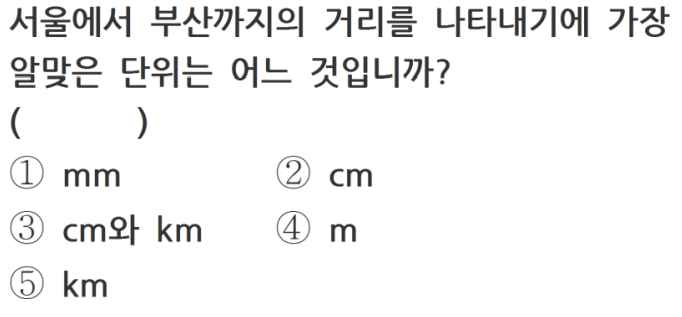 서울에서 부산까지의 거리를 나타내기에 가장
알맞은 단위는 어느 것입니까?
(          )
① mm          ② cm
③ cm와 km     ④ m
⑤ km